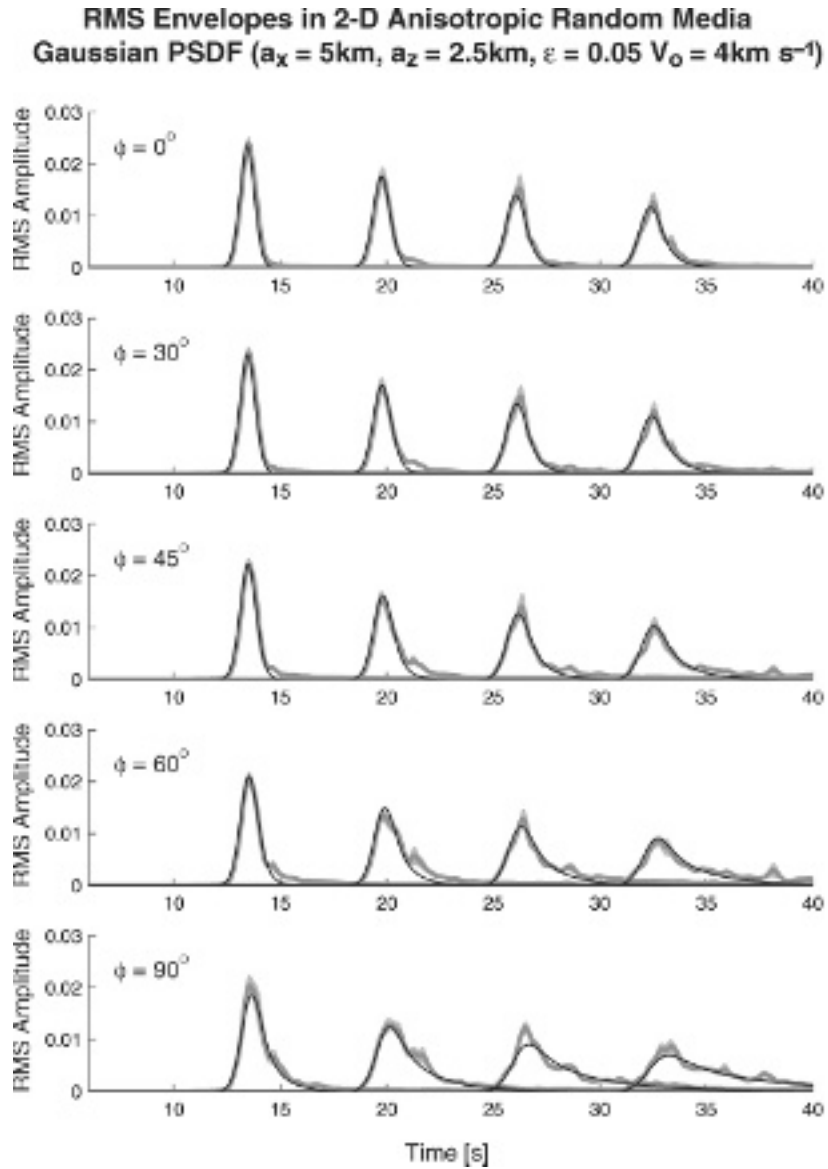 RMS Envelopes in 2-D Anisotropic Random Media
Gaussian PSDF (aₓ = 5km, a_z = 2.5km, ε = 0.05 V₀ = 4km s⁻¹)
RMS Amplitude
0.03
0.02
0.01
0
ϕ = 0°
10 15 20 25 30 35 40
RMS Amplitude
0.03
0.02
0.01
0
ϕ = 30°
10 15 20 25 30 35 40
RMS Amplitude
0.03
0.02
0.01
0
ϕ = 45°
10 15 20 25 30 35 40
RMS Amplitude
0.03
0.02
0.01
0
ϕ = 60°
10 15 20 25 30 35 40
RMS Amplitude
0.03
0.02
0.01
0
ϕ = 90°
10 15 20 25 30 35 40
Time [s]